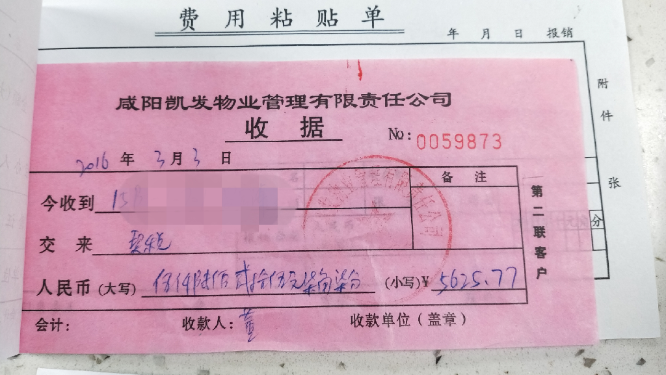 费用粘贴单
年 月 日 报销
附件 张
分
咸阳凯发物业管理有限责任公司
收 据 No: 0059873
2016 年 3 月 3 日
今收到 备 注
交 来 契税
人民币(大写) 伍仟陆佰贰拾伍元柒角柒分 (小写)¥ 5625.77
会计: 收款人: 董 收款单位(盖章)
第二联客户